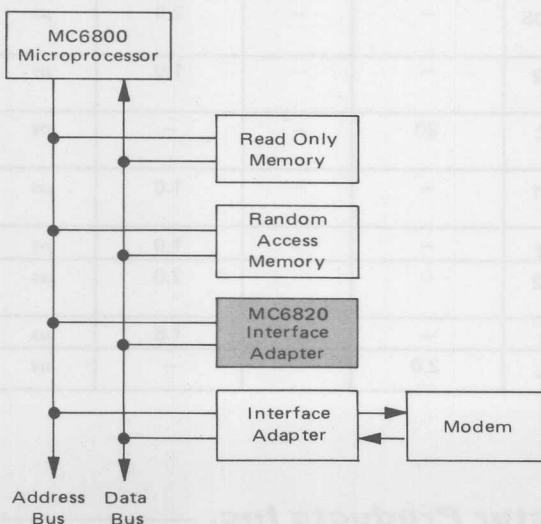 MC6800
Microprocessor
Read Only
Memory
Random
Access
Memory
MC6820
Interface
Adapter
Interface
Adapter
Modem
Address
Bus
Data
Bus